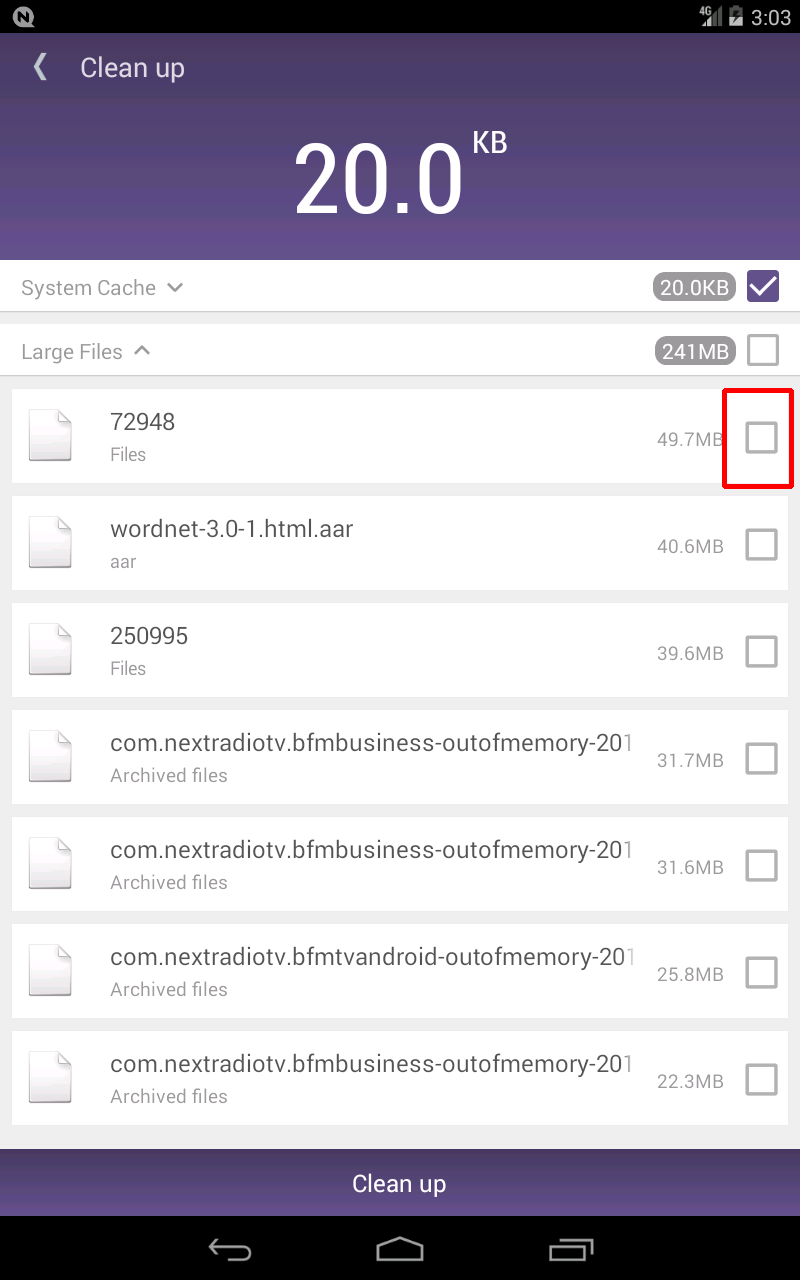 4G 3:03
Clean up
20.0 KB
System Cache 20.0KB
Large Files 241MB
72948
Files
49.7MB
wordnet-3.0-1.html.aar
aar
40.6MB
250995
Files
39.6MB
com.nextradiotv.bfmbusiness-outofmemory-201
Archived files
31.7MB
com.nextradiotv.bfmbusiness-outofmemory-201
Archived files
31.6MB
com.nextradiotv.bfmtvandroid-outofmemory-201
Archived files
25.8MB
com.nextradiotv.bfmbusiness-outofmemory-201
Archived files
22.3MB
Clean up